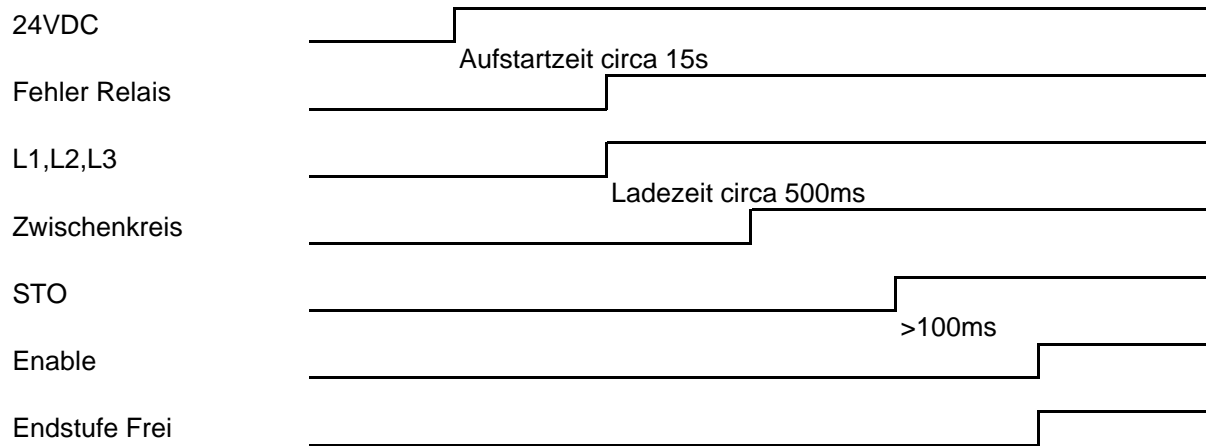 24VDC
Aufstartzeit circa 15s
Fehler Relais
L1,L2,L3
Ladezeit circa 500ms
Zwischenkreis
STO
>100ms
Enable
Endstufe Frei